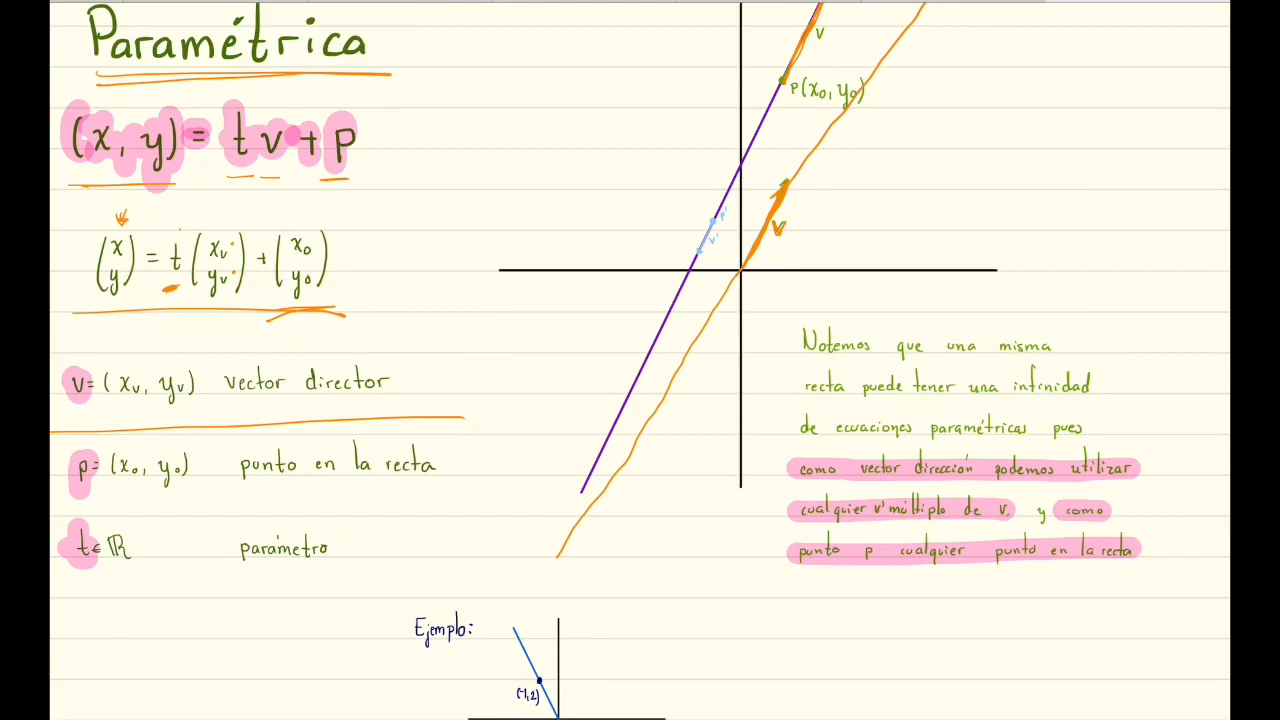 Paramétrica
(x, y) = t v + p
(x y) = t (xv yv) + (x0 y0)
v = (xv, yv) vector director
p = (x0, y0) punto en la recta
t ∈ ℝ parámetro
v
p(x0, y0)
p'
v'
v
Notemos que una misma
recta puede tener una infinidad
de ecuaciones paramétricas pues
como vector dirección podemos utilizar
cualquier v' múltiplo de v, y como
punto p cualquier punto en la recta
Ejemplo:
(-1,2)